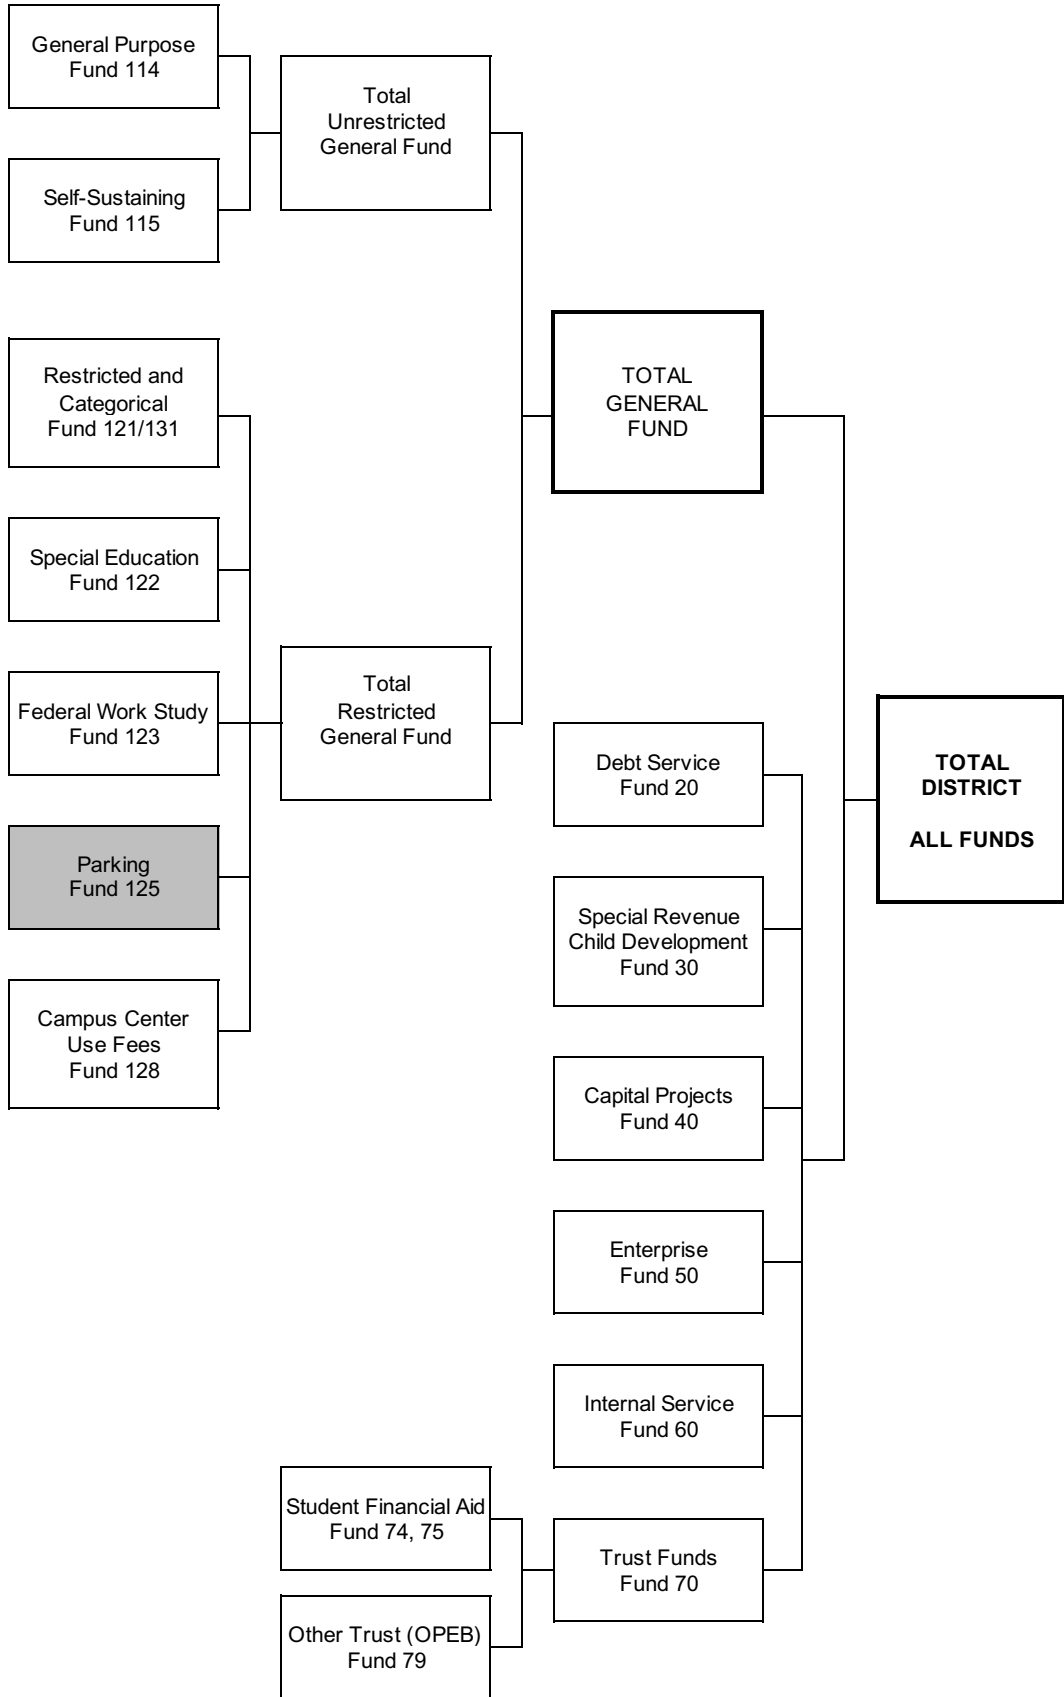 General Purpose
Fund 114
Total
Unrestricted
General Fund
Self-Sustaining
Fund 115
Restricted and
Categorical
Fund 121/131
TOTAL
GENERAL
FUND
Special Education
Fund 122
Federal Work Study
Fund 123
Total
Restricted
General Fund
Debt Service
Fund 20
TOTAL
DISTRICT
ALL FUNDS
Parking
Fund 125
Special Revenue
Child Development
Fund 30
Campus Center
Use Fees
Fund 128
Capital Projects
Fund 40
Enterprise
Fund 50
Internal Service
Fund 60
Student Financial Aid
Fund 74, 75
Trust Funds
Fund 70
Other Trust (OPEB)
Fund 79